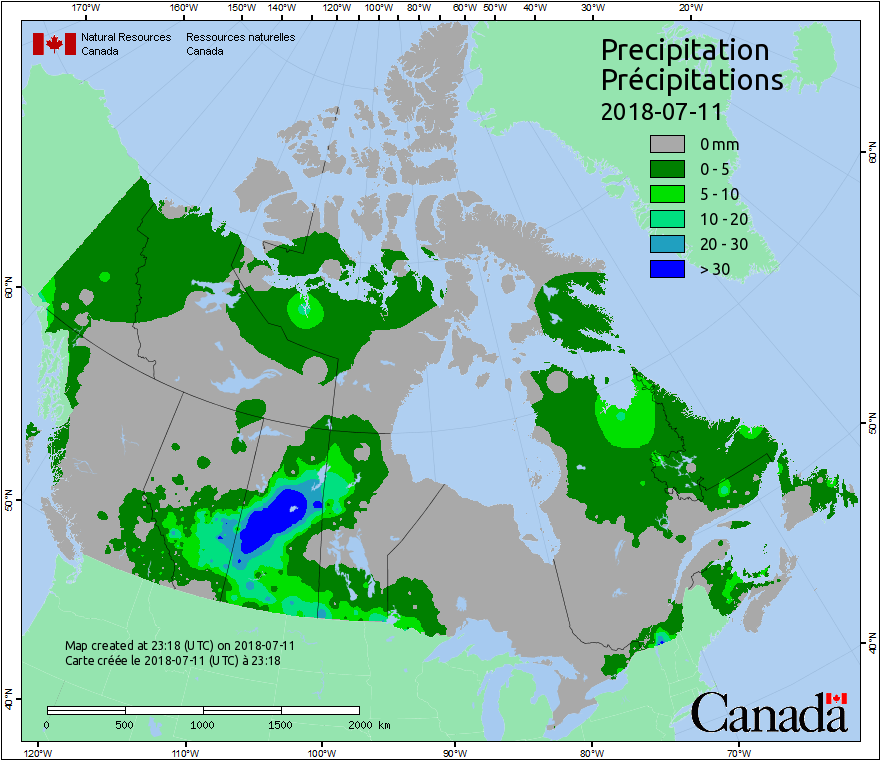 170°W 160°W 150°W 140°W 130°W 120°W 110°W 100°W 90°W 80°W 70°W 60°W 50°W 40°W 30°W 20°W
Natural Resources Ressources naturelles
Canada Canada
Precipitation
Précipitations
2018-07-11
0 mm
0 - 5
5 - 10
10 - 20
20 - 30
> 30
60°N
60°N
50°N
50°N
40°N
40°N
Map created at 23:18 (UTC) on 2018-07-11
Carte créée le 2018-07-11 (UTC) à 23:18
0 500 1000 1500 2000 km
Canada
120°W 110°W 100°W 90°W 80°W 70°W